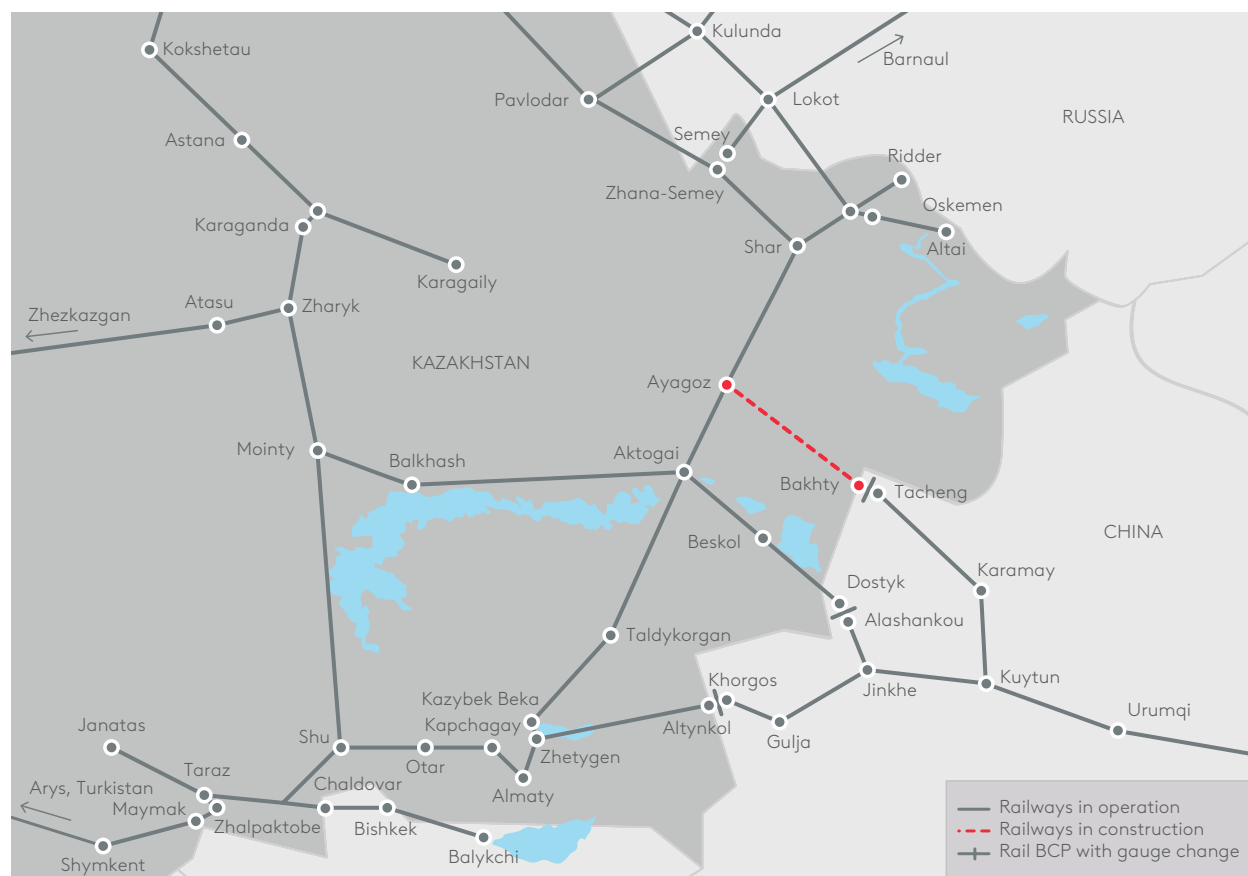 Kokshetau
Kulunda
Barnaul
Pavlodar
Lokot
RUSSIA
Astana
Semey
Ridder
Zhana-Semey
Oskemen
Karaganda
Shar
Altai
Karagaily
Atasu
Zharyk
Zhezkazgan
KAZAKHSTAN
Ayagoz
Mointy
Balkhash
Aktogai
Bakhty
Tacheng
CHINA
Beskol
Karamay
Dostyk
Alashankou
Taldykorgan
Jinkhe
Kuytun
Khorgos
Kazybek Beka
Altynkol
Janatas
Shu
Kapchagay
Urumqi
Gulja
Zhetygen
Otar
Taraz
Chaldovar
Almaty
Arys, Turkistan
Maymak
Zhalpaktobe
Bishkek
Balykchi
Shymkent
Railways in operation
Railways in construction
Rail BCP with gauge change